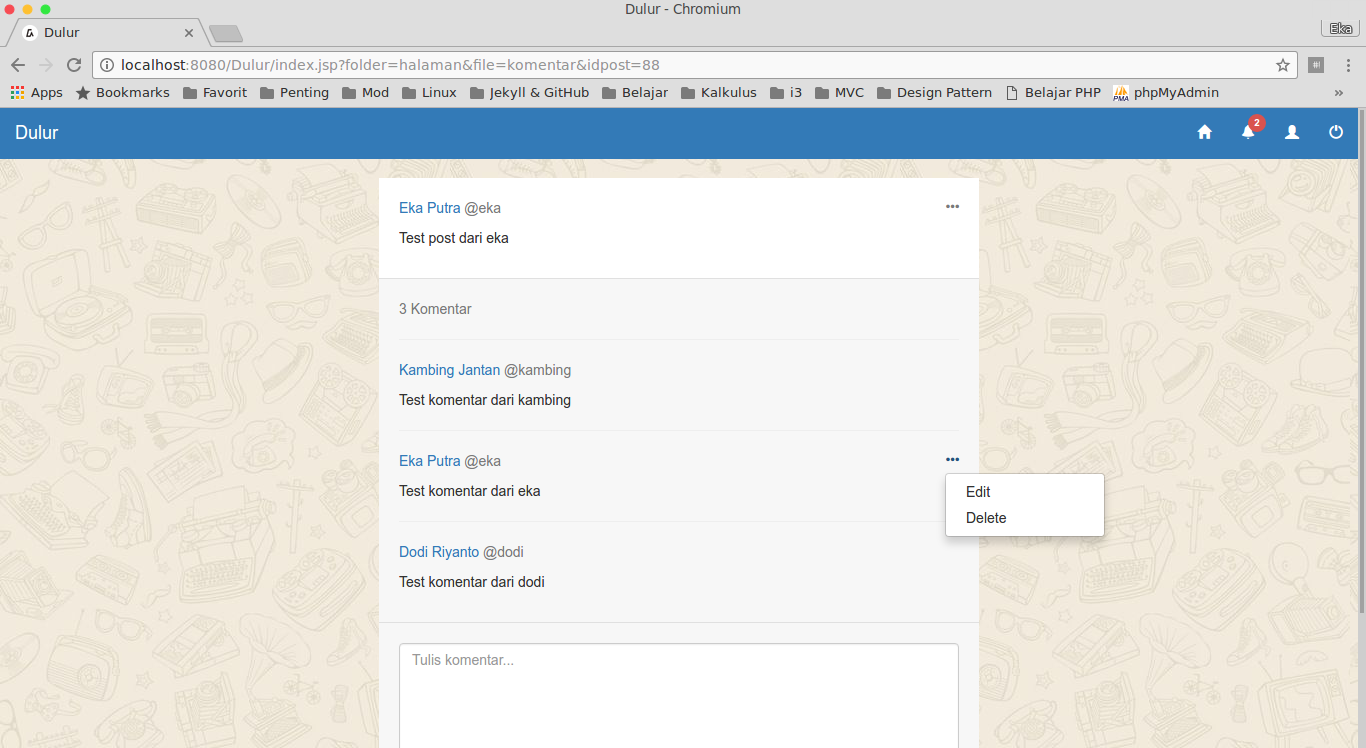 Dulur - Chromium
Dulur
Eka
localhost:8080/Dulur/index.jsp?folder=halaman&file=komentar&idpost=88
#!
Apps Bookmarks Favorit Penting Mod Linux Jekyll & GitHub Belajar Kalkulus i3 MVC Design Pattern Belajar PHP PMA phpMyAdmin »
Dulur
2
Eka Putra @eka
Test post dari eka
3 Komentar
Kambing Jantan @kambing
Test komentar dari kambing
Eka Putra @eka
Test komentar dari eka
Edit
Delete
Dodi Riyanto @dodi
Test komentar dari dodi
Tulis komentar...